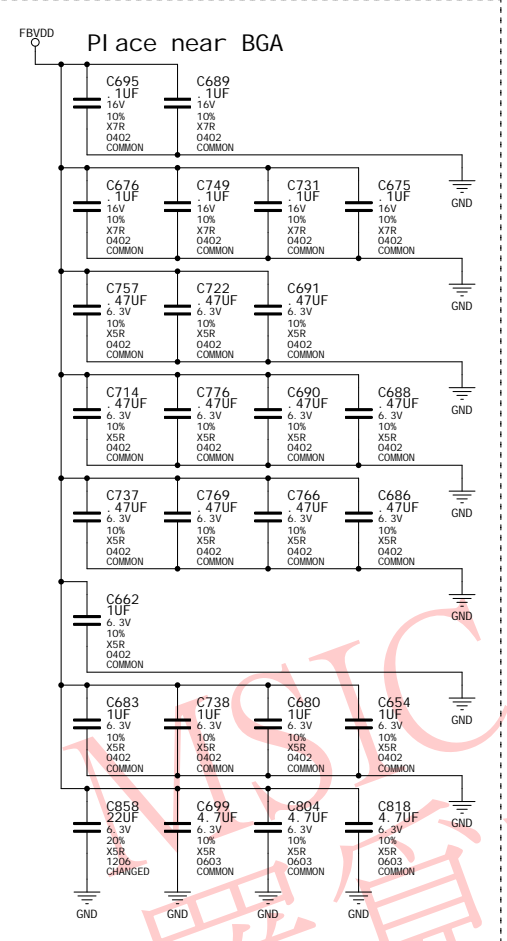 FBVDD
Place near BGA
C695
.1UF
16V
10%
X7R
0402
COMMON
C689
.1UF
16V
10%
X7R
0402
COMMON
GND
C676
.1UF
16V
10%
X7R
0402
COMMON
C749
.1UF
16V
10%
X7R
0402
COMMON
C731
.1UF
16V
10%
X7R
0402
COMMON
C675
.1UF
16V
10%
X7R
0402
COMMON
GND
C757
.47UF
6.3V
10%
X5R
0402
COMMON
C722
.47UF
6.3V
10%
X5R
0402
COMMON
C691
.47UF
6.3V
10%
X5R
0402
COMMON
GND
C714
.47UF
6.3V
10%
X5R
0402
COMMON
C776
.47UF
6.3V
10%
X5R
0402
COMMON
C690
.47UF
6.3V
10%
X5R
0402
COMMON
C688
.47UF
6.3V
10%
X5R
0402
COMMON
GND
C737
.47UF
6.3V
10%
X5R
0402
COMMON
C769
.47UF
6.3V
10%
X5R
0402
COMMON
C766
.47UF
6.3V
10%
X5R
0402
COMMON
C686
.47UF
6.3V
10%
X5R
0402
COMMON
GND
C662
1UF
6.3V
10%
X5R
0402
COMMON
GND
C683
1UF
6.3V
10%
X5R
0402
COMMON
C738
1UF
6.3V
10%
X5R
0402
COMMON
C680
1UF
6.3V
10%
X5R
0402
COMMON
C654
1UF
6.3V
10%
X5R
0402
COMMON
GND
C858
22UF
6.3V
20%
X5R
1206
CHANGED
C699
4.7UF
6.3V
10%
X5R
0603
COMMON
C804
4.7UF
6.3V
10%
X5R
0603
COMMON
C818
4.7UF
6.3V
10%
X5R
0603
COMMON
GND
GND
GND
GND
MSIC